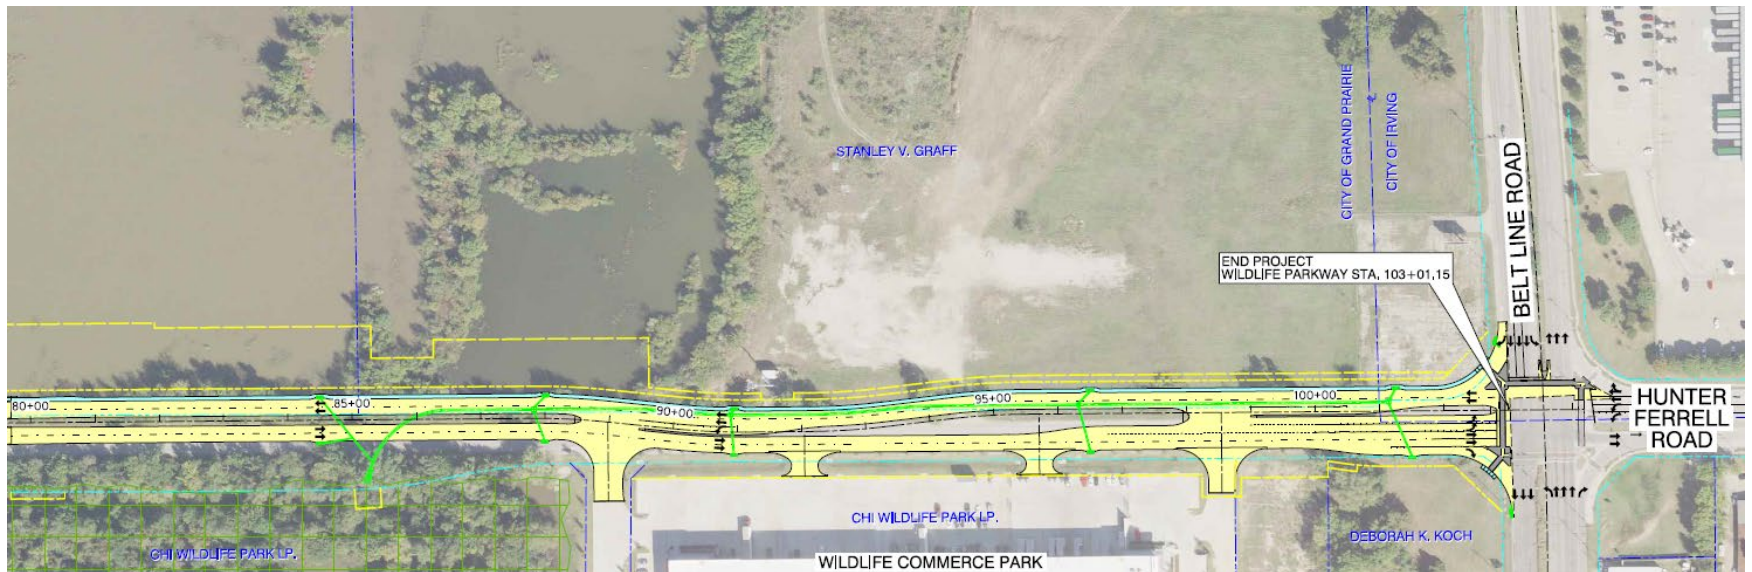 CITY OF GRAND PRAIRIE
CITY OF IRVING
STANLEY V. GRAFF
BELT LINE ROAD
END PROJECT
WILDLIFE PARKWAY STA. 103+01.15
80+00
85+00
90+00
95+00
100+00
HUNTER
FERRELL
ROAD
CHI WILDLIFE PARK LP.
CHI WILDLIFE PARK LP.
DEBORAH K. KOCH
WILDLIFE COMMERCE PARK